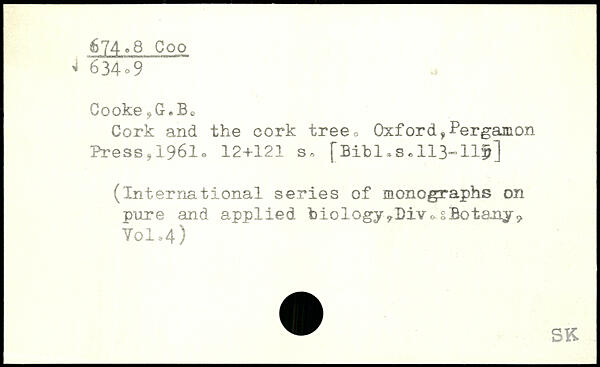 674.8 Coo
634.9
Cooke,G.B.
Cork and the cork tree. Oxford,Pergamon
Press,1961. 12+121 s. [Bibl.s.113-115]
(International series of monographs on
pure and applied biology,Div.:Botany,
Vol.4)
SK